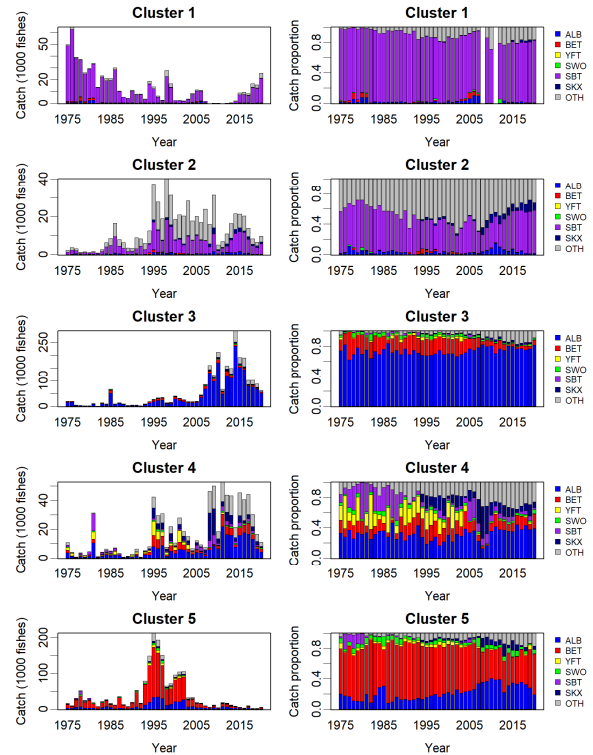 Cluster 1
Catch (1000 fishes)
0 20 40
1975 1985 1995 2005 2015
Year
Cluster 1
Catch proportion
0.0 0.4 0.8
1975 1985 1995 2005 2015
Year
ALB
BET
YFT
SWO
SBT
SKX
OTH
Cluster 2
Catch (1000 fishes)
0 20 40
1975 1985 1995 2005 2015
Year
Cluster 2
Catch proportion
0.0 0.4 0.8
1975 1985 1995 2005 2015
Year
ALB
BET
YFT
SWO
SBT
SKX
OTH
Cluster 3
Catch (1000 fishes)
0 100 250
1975 1985 1995 2005 2015
Year
Cluster 3
Catch proportion
0.0 0.4 0.8
1975 1985 1995 2005 2015
Year
ALB
BET
YFT
SWO
SBT
SKX
OTH
Cluster 4
Catch (1000 fishes)
0 20 40
1975 1985 1995 2005 2015
Year
Cluster 4
Catch proportion
0.0 0.4 0.8
1975 1985 1995 2005 2015
Year
ALB
BET
YFT
SWO
SBT
SKX
OTH
Cluster 5
Catch (1000 fishes)
0 100 200
1975 1985 1995 2005 2015
Year
Cluster 5
Catch proportion
0.0 0.4 0.8
1975 1985 1995 2005 2015
Year
ALB
BET
YFT
SWO
SBT
SKX
OTH